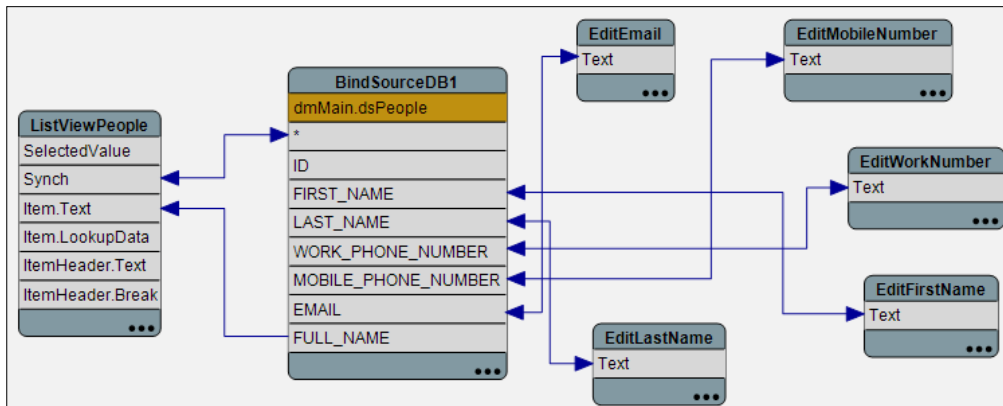 ListViewPeople
SelectedValue
Synch
Item.Text
Item.LookupData
ItemHeader.Text
ItemHeader.Break
BindSourceDB1
dmMain.dsPeople
*
ID
FIRST_NAME
LAST_NAME
WORK_PHONE_NUMBER
MOBILE_PHONE_NUMBER
EMAIL
FULL_NAME
EditEmail
Text
EditMobileNumber
Text
EditWorkNumber
Text
EditFirstName
Text
EditLastName
Text